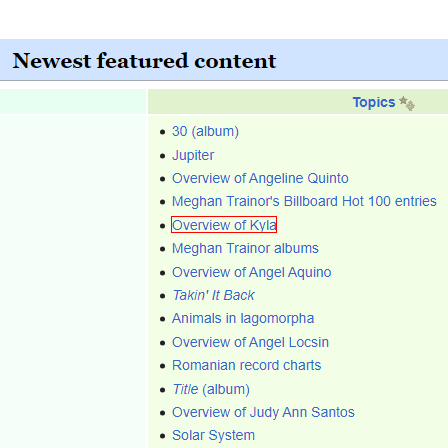 Newest featured content
Topics
30 (album)
Jupiter
Overview of Angeline Quinto
Meghan Trainor's Billboard Hot 100 entries
Overview of Kyla
Meghan Trainor albums
Overview of Angel Aquino
Takin' It Back
Animals in lagomorpha
Overview of Angel Locsin
Romanian record charts
Title (album)
Overview of Judy Ann Santos
Solar System